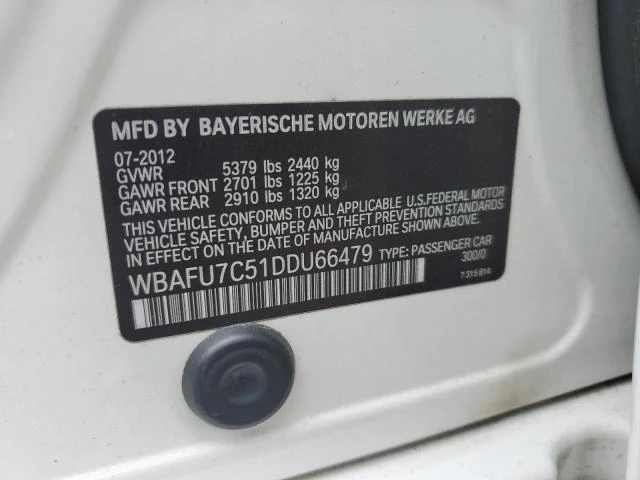 MFD BY BAYERISCHE MOTOREN WERKE AG
07-2012
GVWR 5379 lbs 2440 kg
GAWR FRONT 2701 lbs 1225 kg
GAWR REAR 2910 lbs 1320 kg
THIS VEHICLE CONFORMS TO ALL APPLICABLE U.S.FEDERAL MOTOR
VEHICLE SAFETY, BUMPER AND THEFT PREVENTION STANDARDS
IN EFFECT ON THE DATE OF MANUFACTURE SHOWN ABOVE.
WBAFU7C51DDU66479 TYPE: PASSENGER CAR
300/0
7 315 814